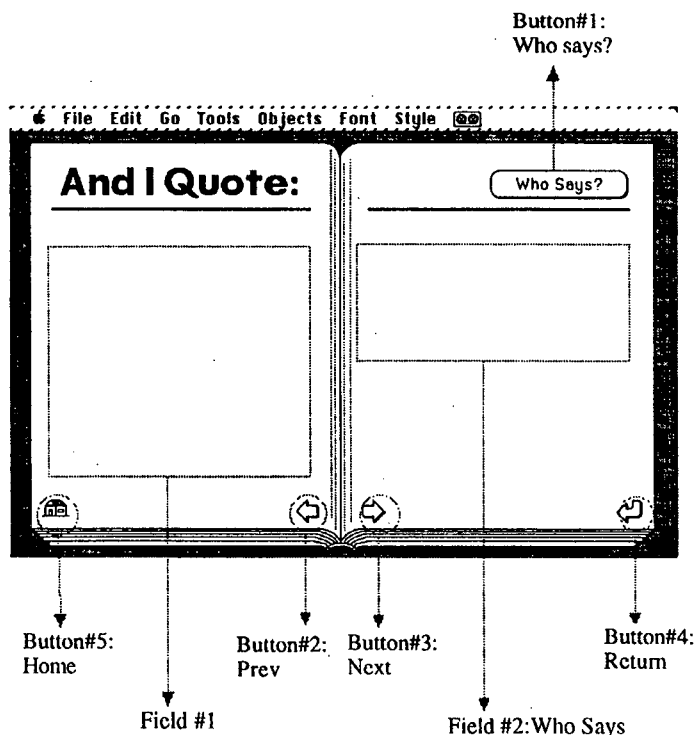 Button#1:
Who says?
File Edit Go Tools Objects Font Style
And I Quote:
Who Says?
Button#5:
Home
Button#2:
Prev
Button#3:
Next
Button#4:
Return
Field #1
Field #2:Who Says